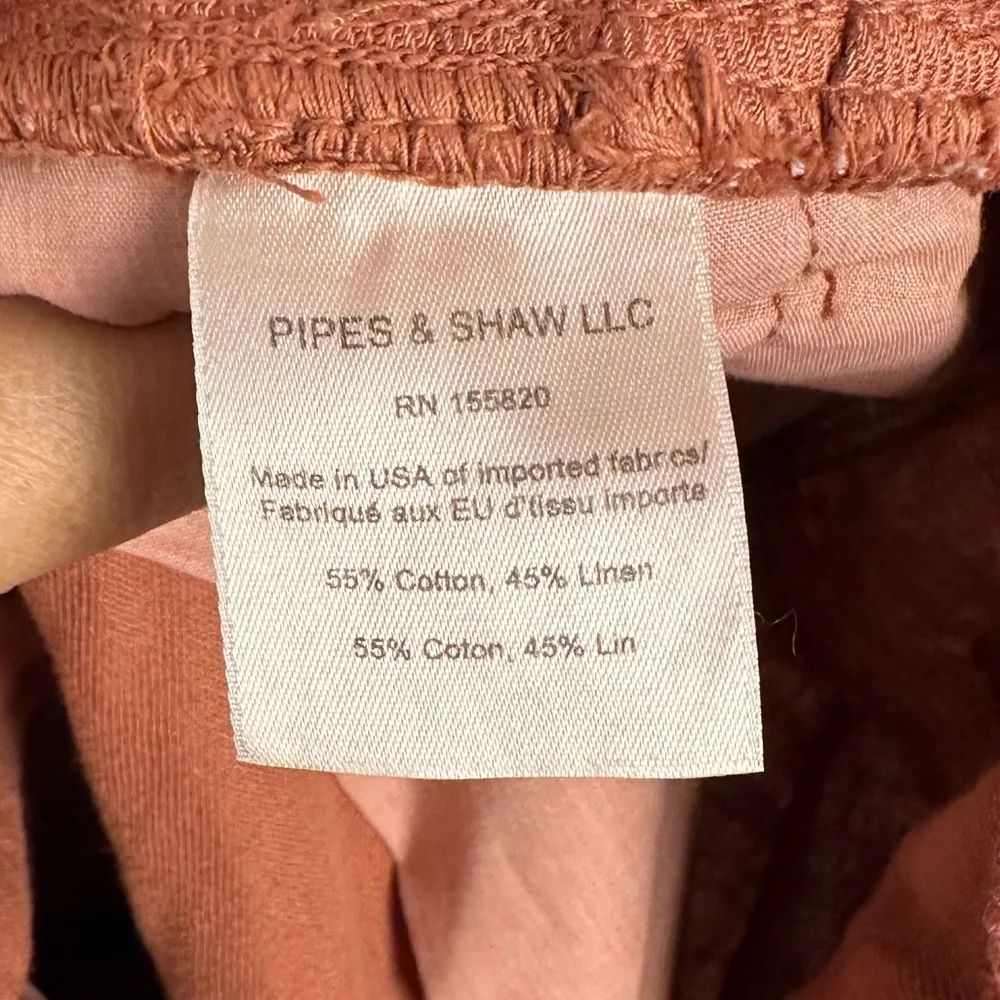 PIPES & SHAW LLC
RN 155820
Made in USA of imported fabrics/
Fabriqué aux EU d'tissu importe
55% Cotton, 45% Linen
55% Coton, 45% Lin